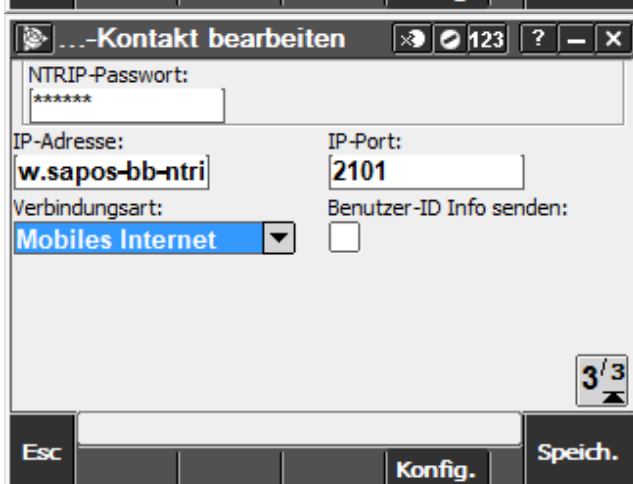 ...-Kontakt bearbeiten 123 ?
NTRIP-Passwort:
******
IP-Adresse: IP-Port:
w.sapos-bb-ntri 2101
Verbindungsart: Benutzer-ID Info senden:
Mobiles Internet
3/3
Esc Speich.
Konfig.